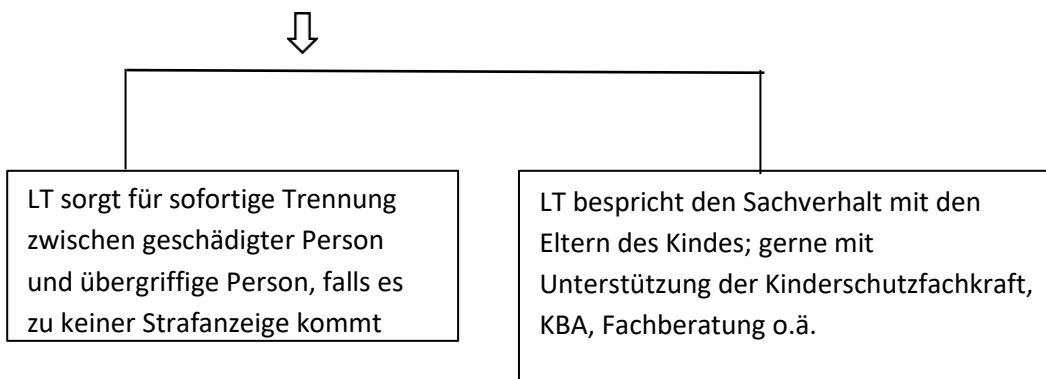 LT sorgt für sofortige Trennung
zwischen geschädigter Person
und übergriffige Person, falls es
zu keiner Strafanzeige kommt
LT bespricht den Sachverhalt mit den
Eltern des Kindes; gerne mit
Unterstützung der Kinderschutzfachkraft,
KBA, Fachberatung o.ä.